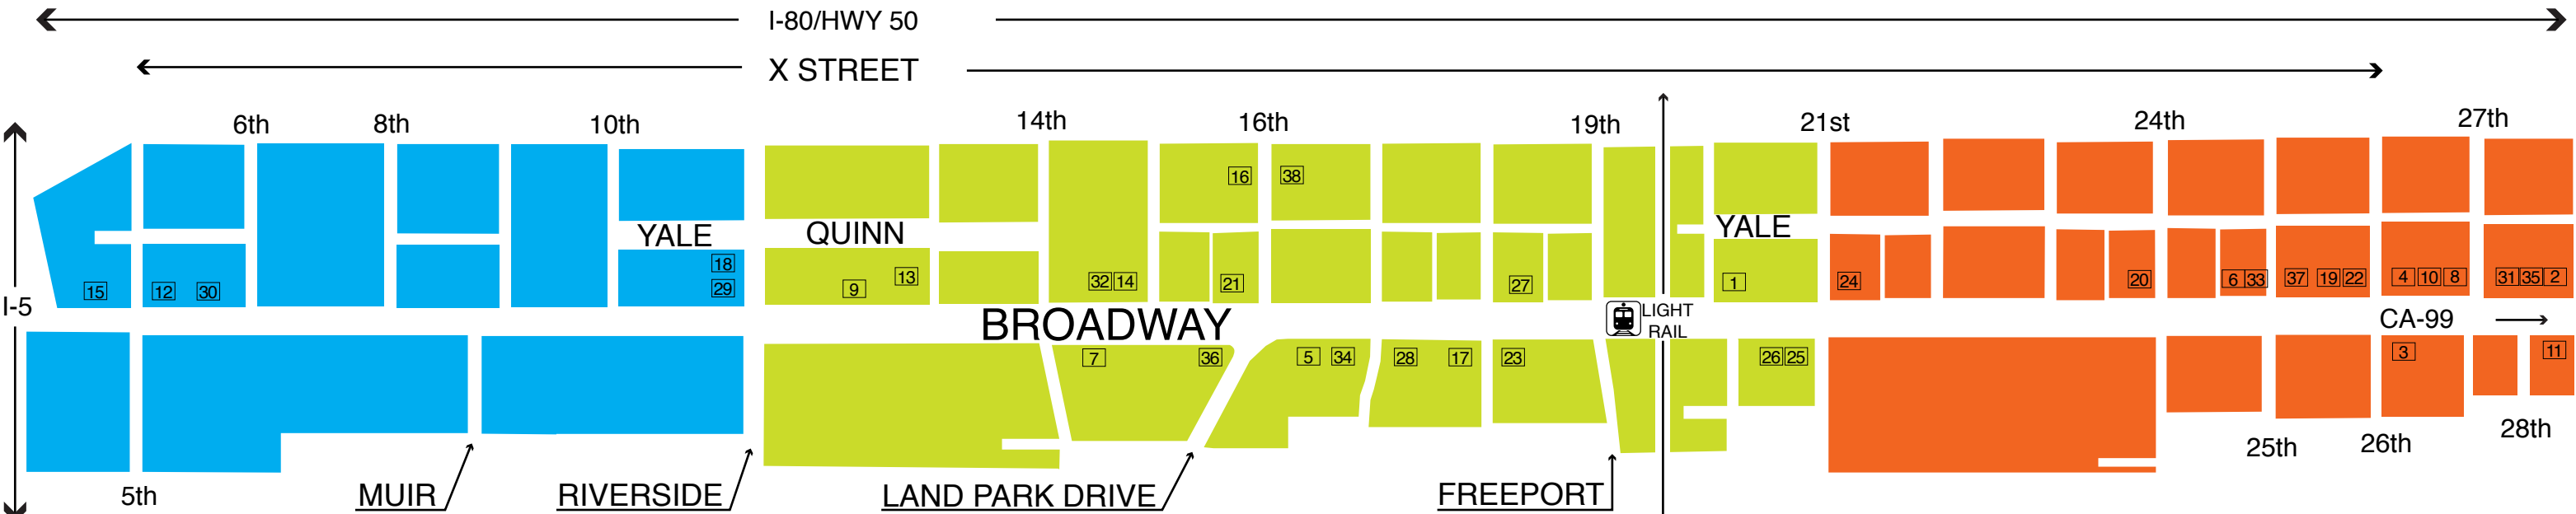 I-80/HWY 50
X STREET
6th 8th 10th 14th 16th 19th 21st 24th 27th
16 38
YALE QUINN YALE
18
13
32 14 21 27 1 24 20 6 33 37 19 22 4 10 8 31 35 2
15 12 30 29 9
I-5
BROADWAY
LIGHT
RAIL
CA-99
7 36 5 34 28 17 23 26 25 3 11
5th
MUIR
RIVERSIDE
LAND PARK DRIVE
FREEPORT
25th 26th 28th